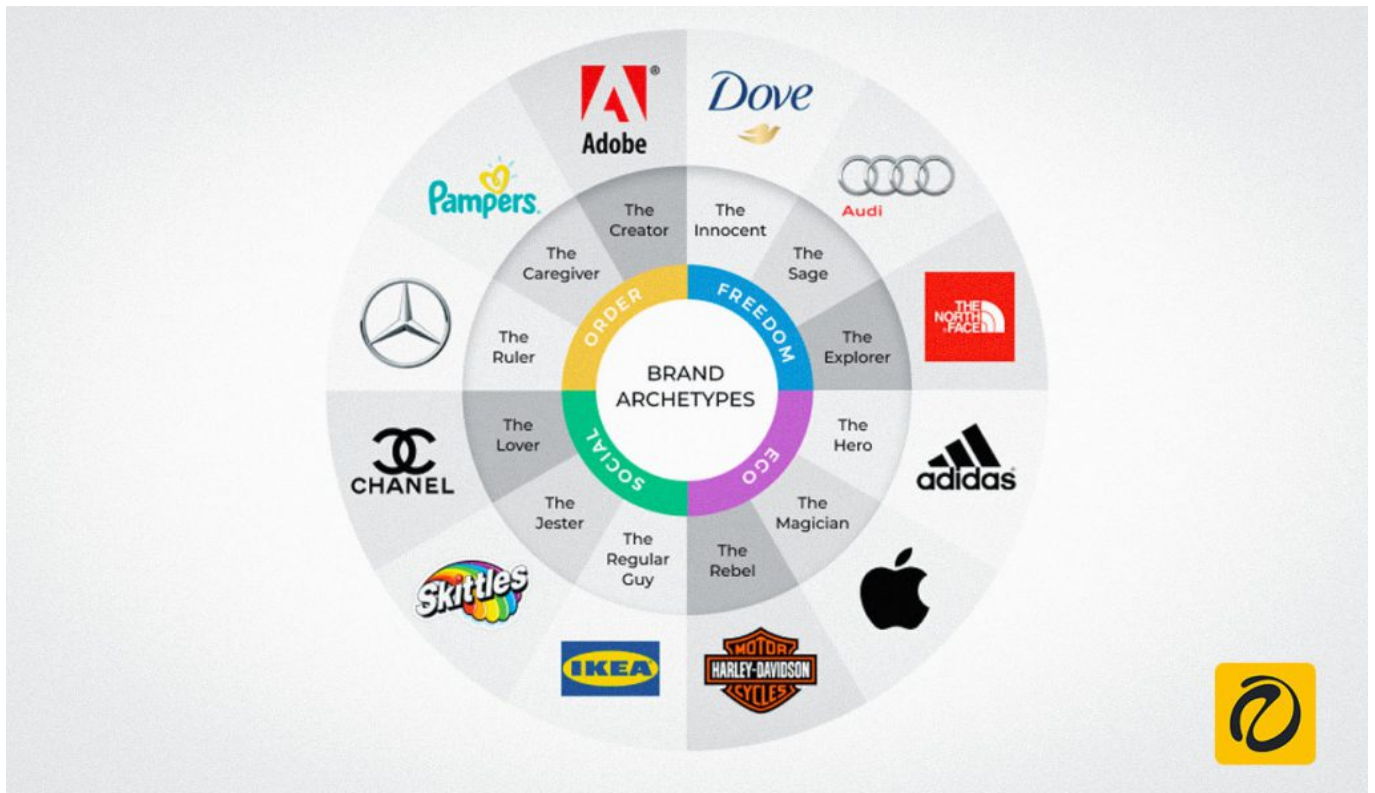 Adobe
®
Dove
Audi
THE
NORTH
FACE
adidas
HARLEY-DAVIDSON
MOTOR
CYCLES
IKEA
Skittles
CHANEL
Pampers
The
Creator
The
Innocent
The
Sage
The
Explorer
The
Hero
The
Magician
The
Rebel
The
Regular
Guy
The
Jester
The
Lover
The
Ruler
The
Caregiver
ORDER
FREEDOM
EGO
SOCIAL
BRAND
ARCHETYPES